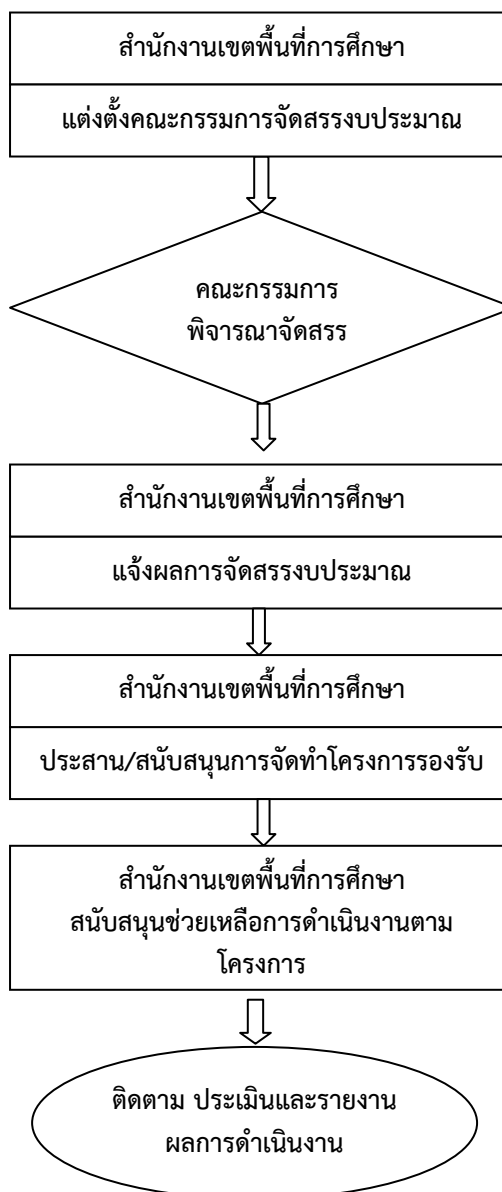 สำนักงานเขตพื้นที่การศึกษา
แต่งตั้งคณะกรรมการจัดสรรงบประมาณ
คณะกรรมการ
พิจารณาจัดสรร
สำนักงานเขตพื้นที่การศึกษา
แจ้งผลการจัดสรรงบประมาณ
สำนักงานเขตพื้นที่การศึกษา
ประสาน/สนับสนุนการจัดทำโครงการรองรับ
สำนักงานเขตพื้นที่การศึกษา
สนับสนุนช่วยเหลือการดำเนินงานตาม
โครงการ
ติดตาม ประเมินและรายงาน
ผลการดำเนินงาน